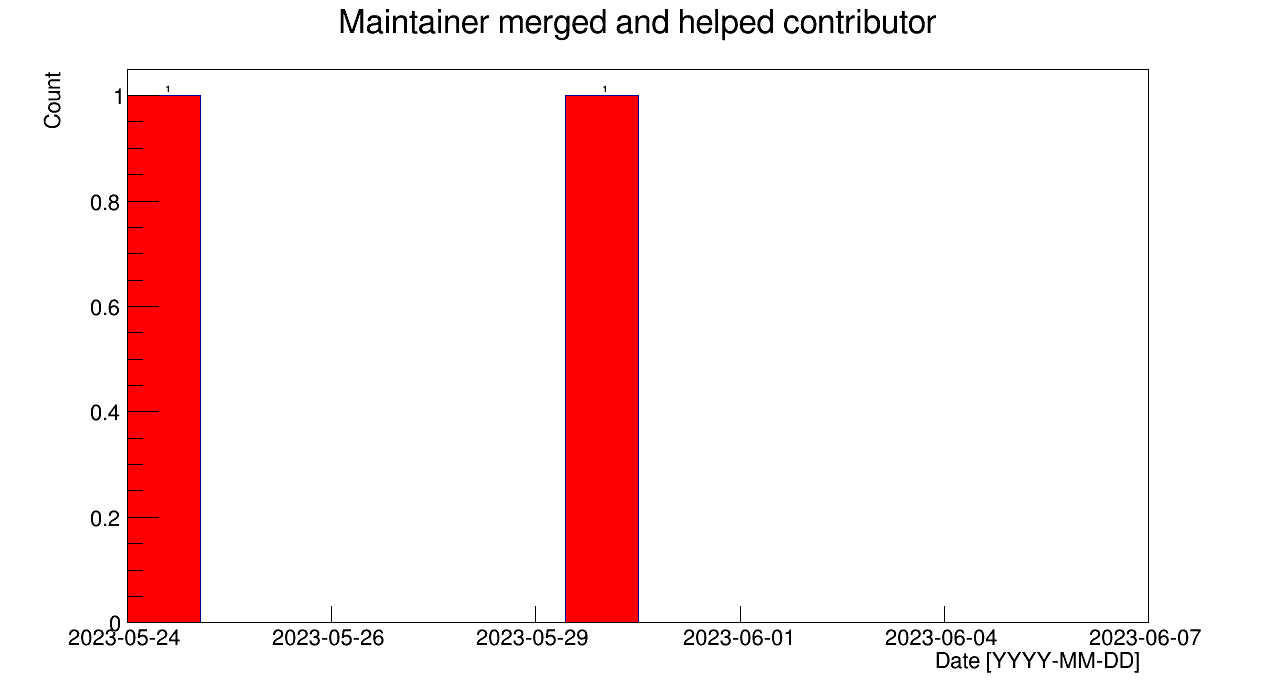 Maintainer merged and helped contributor
Count
1
1
1
0.8
0.6
0.4
0.2
0
2023-05-24 2023-05-26 2023-05-29 2023-06-01 2023-06-04 2023-06-07
Date [YYYY-MM-DD]